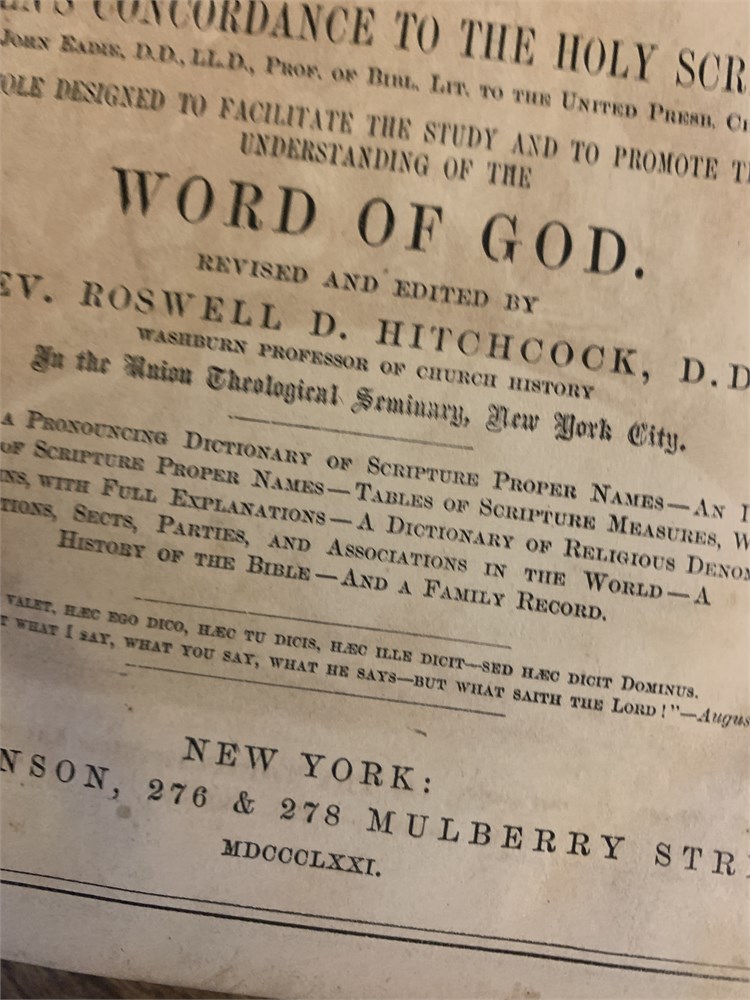 CONCORDANCE TO THE HOLY SCR
JOHN EADIE, D.D., LL.D., PROF. OF BIBL. LIT. TO THE UNITED PRESB. C
OLE DESIGNED TO FACILITATE THE STUDY AND TO PROMOTE T
UNDERSTANDING OF THE
WORD OF GOD.
REVISED AND EDITED BY
EV. ROSWELL D. HITCHCOCK, D.D
WASHBURN PROFESSOR OF CHURCH HISTORY
In the Union Theological Seminary, New York City.
A PRONOUNCING DICTIONARY OF SCRIPTURE PROPER NAMES—AN I
OF SCRIPTURE PROPER NAMES—TABLES OF SCRIPTURE MEASURES, W
NS, WITH FULL EXPLANATIONS—A DICTIONARY OF RELIGIOUS DENOM
TIONS, SECTS, PARTIES, AND ASSOCIATIONS IN THE WORLD—A
HISTORY OF THE BIBLE—AND A FAMILY RECORD.
VALET, HÆC EGO DICO, HÆC TU DICIS, HÆC ILLE DICIT—SED HÆC DICIT DOMINUS.
T WHAT I SAY, WHAT YOU SAY, WHAT HE SAYS—BUT WHAT SAITH THE LORD!"—Augus
NEW YORK:
NSON, 276 & 278 MULBERRY STR
MDCCCLXXI.